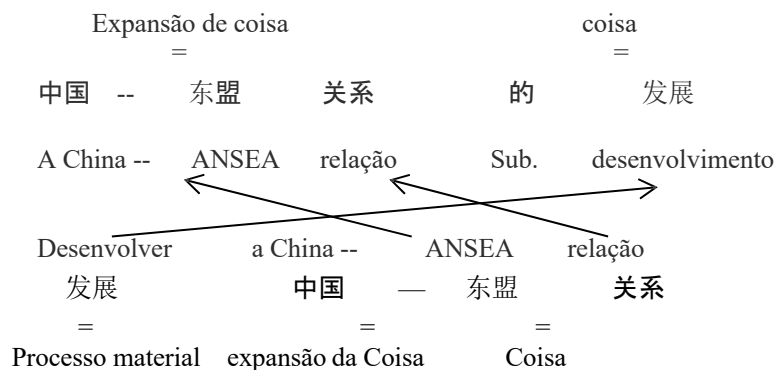 Expansão de coisa coisa
= =
中国 -- 东盟 关系 的 发展
A China -- ANSEA relação Sub. desenvolvimento
Desenvolver a China -- ANSEA relação
发展 中国 — 东盟 关系
= = =
Processo material expansão da Coisa Coisa